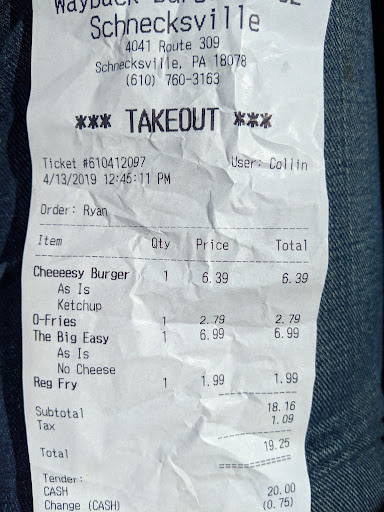 Wayback
Schnecksville
4041 Route 309
Schnecksville, PA 18078
(610) 760-3163
*** TAKEOUT ***
Ticket #610412097 User: Collin
4/13/2019 12:45:11 PM
Order: Ryan
Item Qty Price Total
Cheeeesy Burger 1 6.39 6.39
As Is
Ketchup
O-Fries 1 2.79 2.79
The Big Easy 1 6.99 6.99
As Is
No Cheese
Reg Fry 1 1.99 1.99
Subtotal 18.16
Tax 1.09
Total 19.25
Tender:
CASH 20.00
Change (CASH) (0.75)